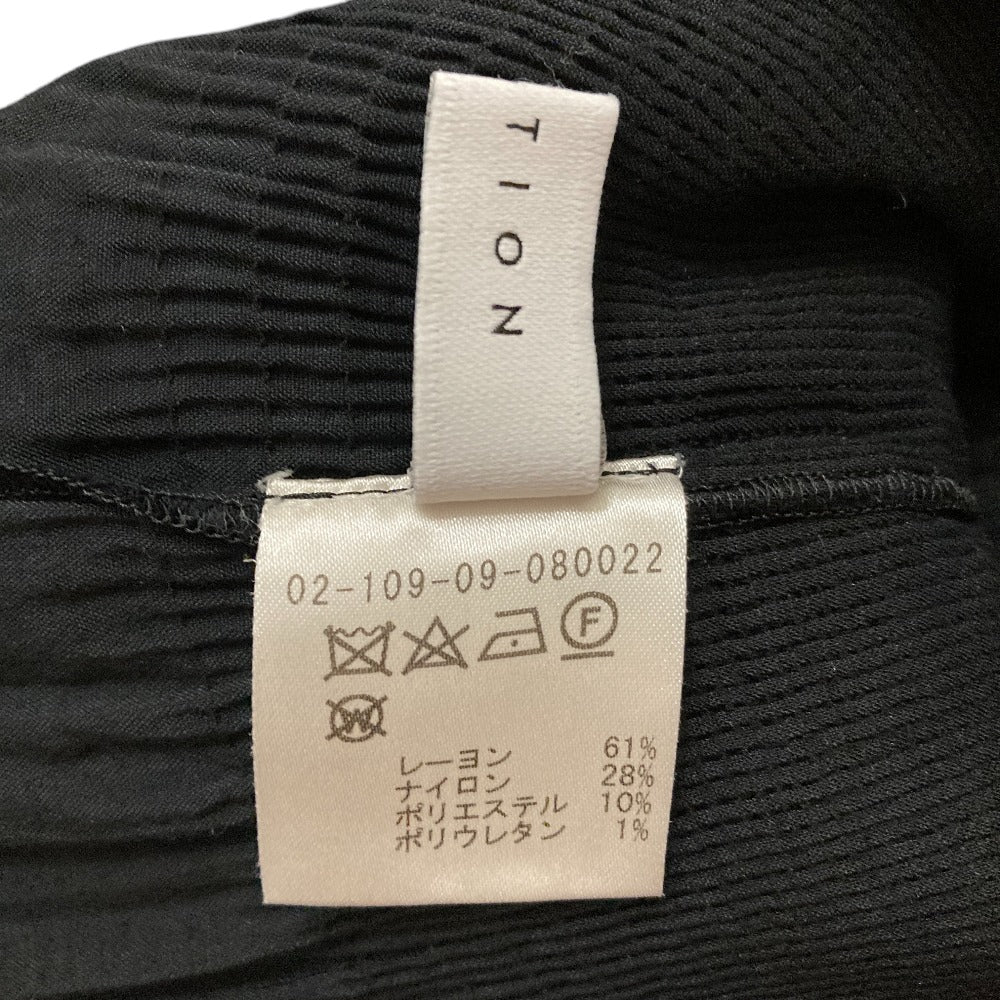 TION
02-109-09-080022
F
W
レーヨン 61%
ナイロン 28%
ポリエステル 10%
ポリウレタン 1%